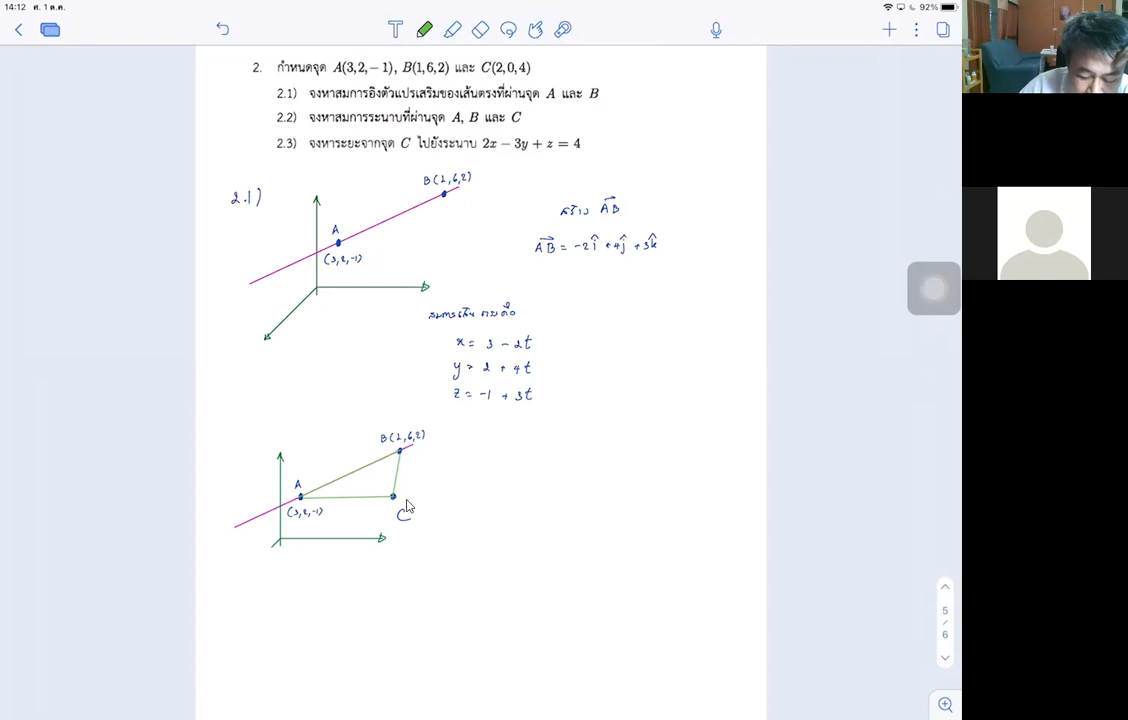 14:12 ศ. 1 ต.ค.
92%
2. กำหนดจุด A(3,2,−1), B(1,6,2) และ C(2,0,4)
2.1) จงหาสมการอิงตัวแปรเสริมของเส้นตรงที่ผ่านจุด A และ B
2.2) จงหาสมการระนาบที่ผ่านจุด A, B และ C
2.3) จงหาระยะจากจุด C ไปยังระนาบ 2x − 3y + z = 4
2.1)
B(1,6,2)
A
(3,2,-1)
สร้าง AB
AB = -2i + 4j + 3k
สมการเส้นตรงคือ
x = 3 - 2t
y = 2 + 4t
z = -1 + 3t
B(1,6,2)
A
(3,2,-1)
C
5
/
6